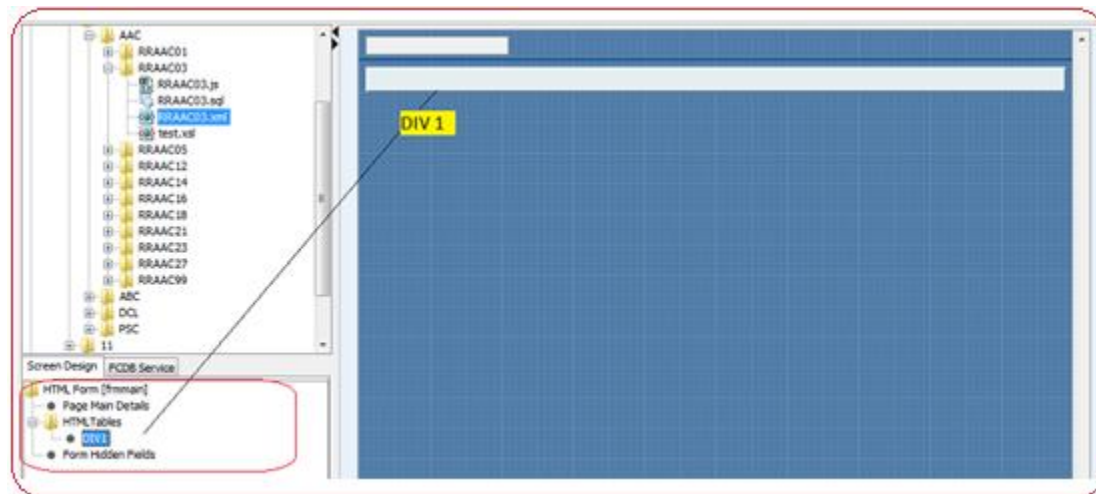 AAC
RRAAC01
RRAAC03
RRAAC03.js
RRAAC03.sql
RRAAC03.xml
test.xsl
RRAAC05
RRAAC12
RRAAC14
RRAAC16
RRAAC18
RRAAC21
RRAAC23
RRAAC27
RRAAC99
ABC
DCL
PSC
11
Screen Design PCDB Service
HTML Form [frmmain]
Page Main Details
HTMLTables
DIV1
Form Hidden Fields
DIV 1